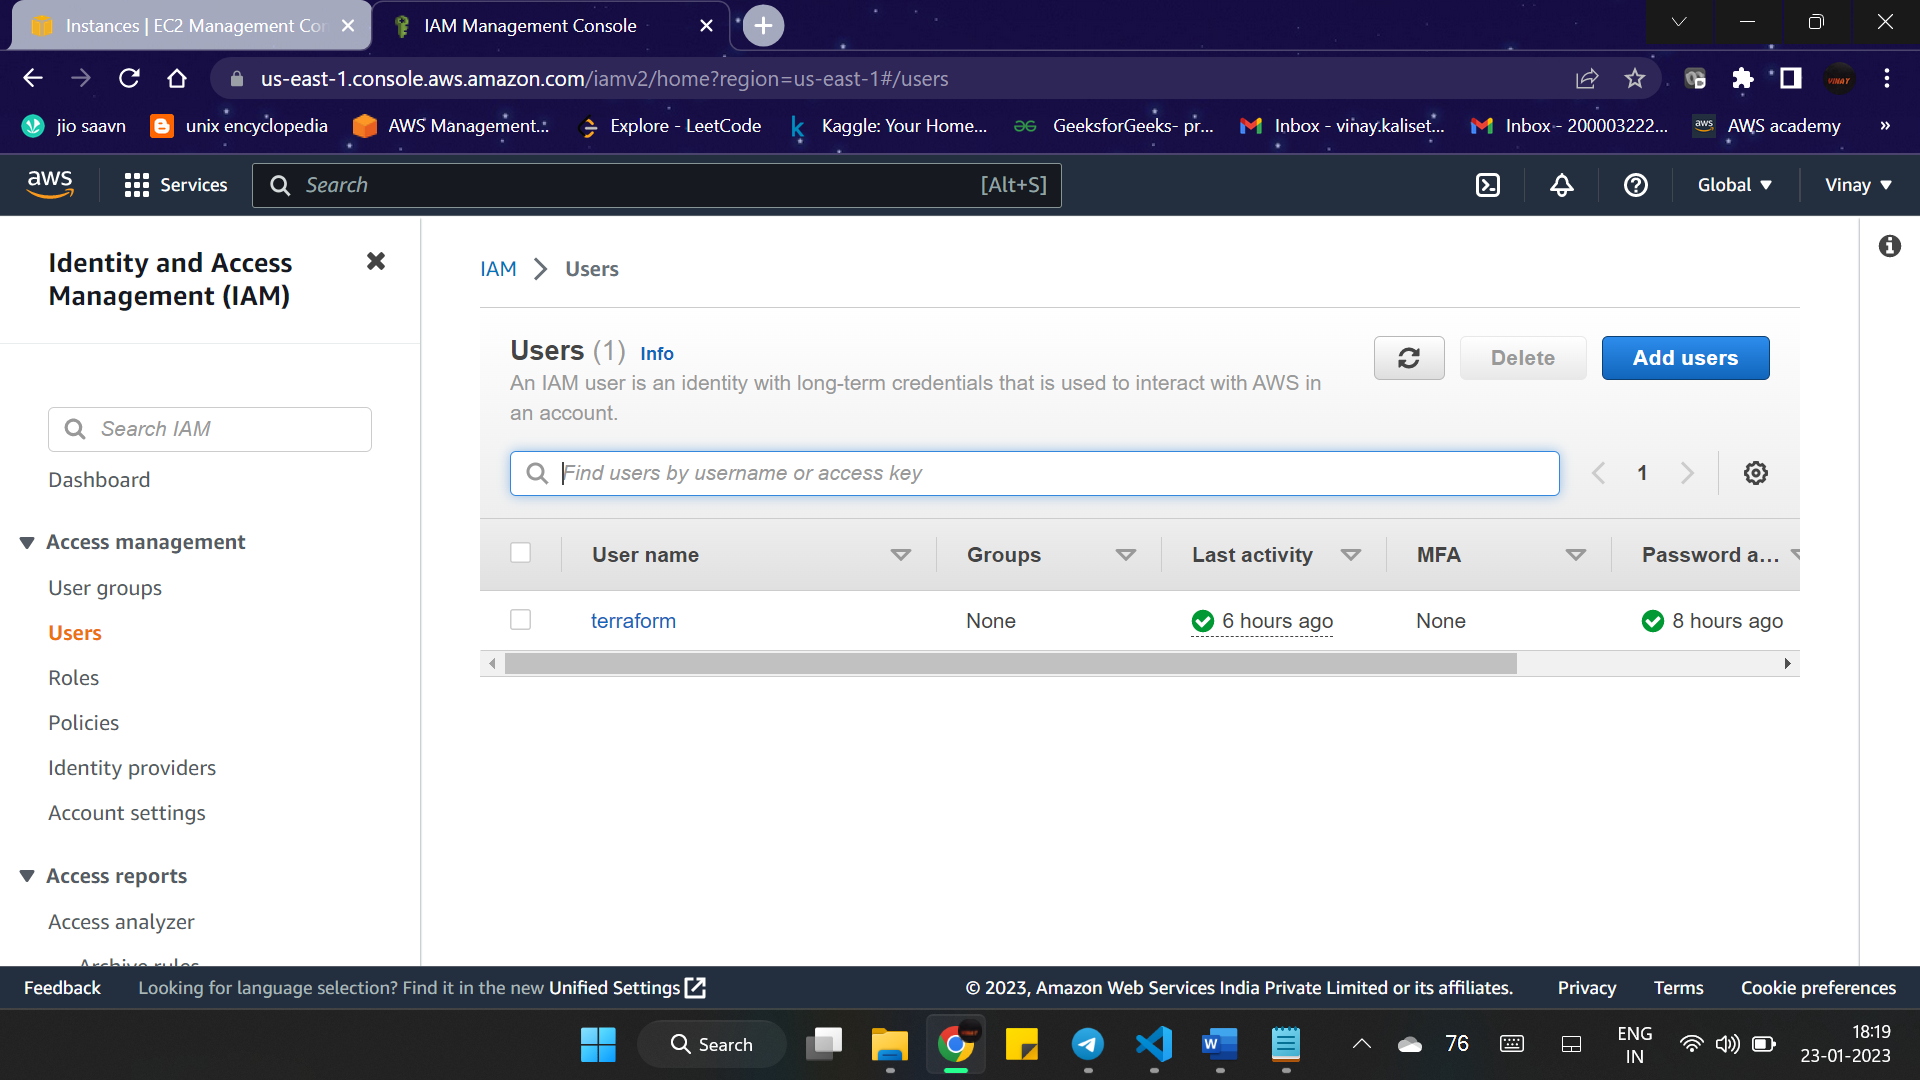 Instances | EC2 Management Con
IAM Management Console
us-east-1.console.aws.amazon.com/iamv2/home?region=us-east-1#/users
VINAY
jio saavn
unix encyclopedia
AWS Management...
Explore - LeetCode
Kaggle: Your Home...
GeeksforGeeks- pr...
Inbox - vinay.kaliset...
Inbox - 200003222...
aws
AWS academy
»
aws
Services
Search
[Alt+S]
Global
Vinay
Identity and Access
Management (IAM)
Search IAM
Dashboard
Access management
User groups
Users
Roles
Policies
Identity providers
Account settings
Access reports
Access analyzer
Archive rules
IAM
Users
Users (1) Info
An IAM user is an identity with long-term credentials that is used to interact with AWS in
an account.
Delete
Add users
Find users by username or access key
1
User name
Groups
Last activity
MFA
Password a...
terraform
None
6 hours ago
None
8 hours ago
Feedback
Looking for language selection? Find it in the new Unified Settings
© 2023, Amazon Web Services India Private Limited or its affiliates.
Privacy
Terms
Cookie preferences
Search
W
76
ENG
IN
18:19
23-01-2023